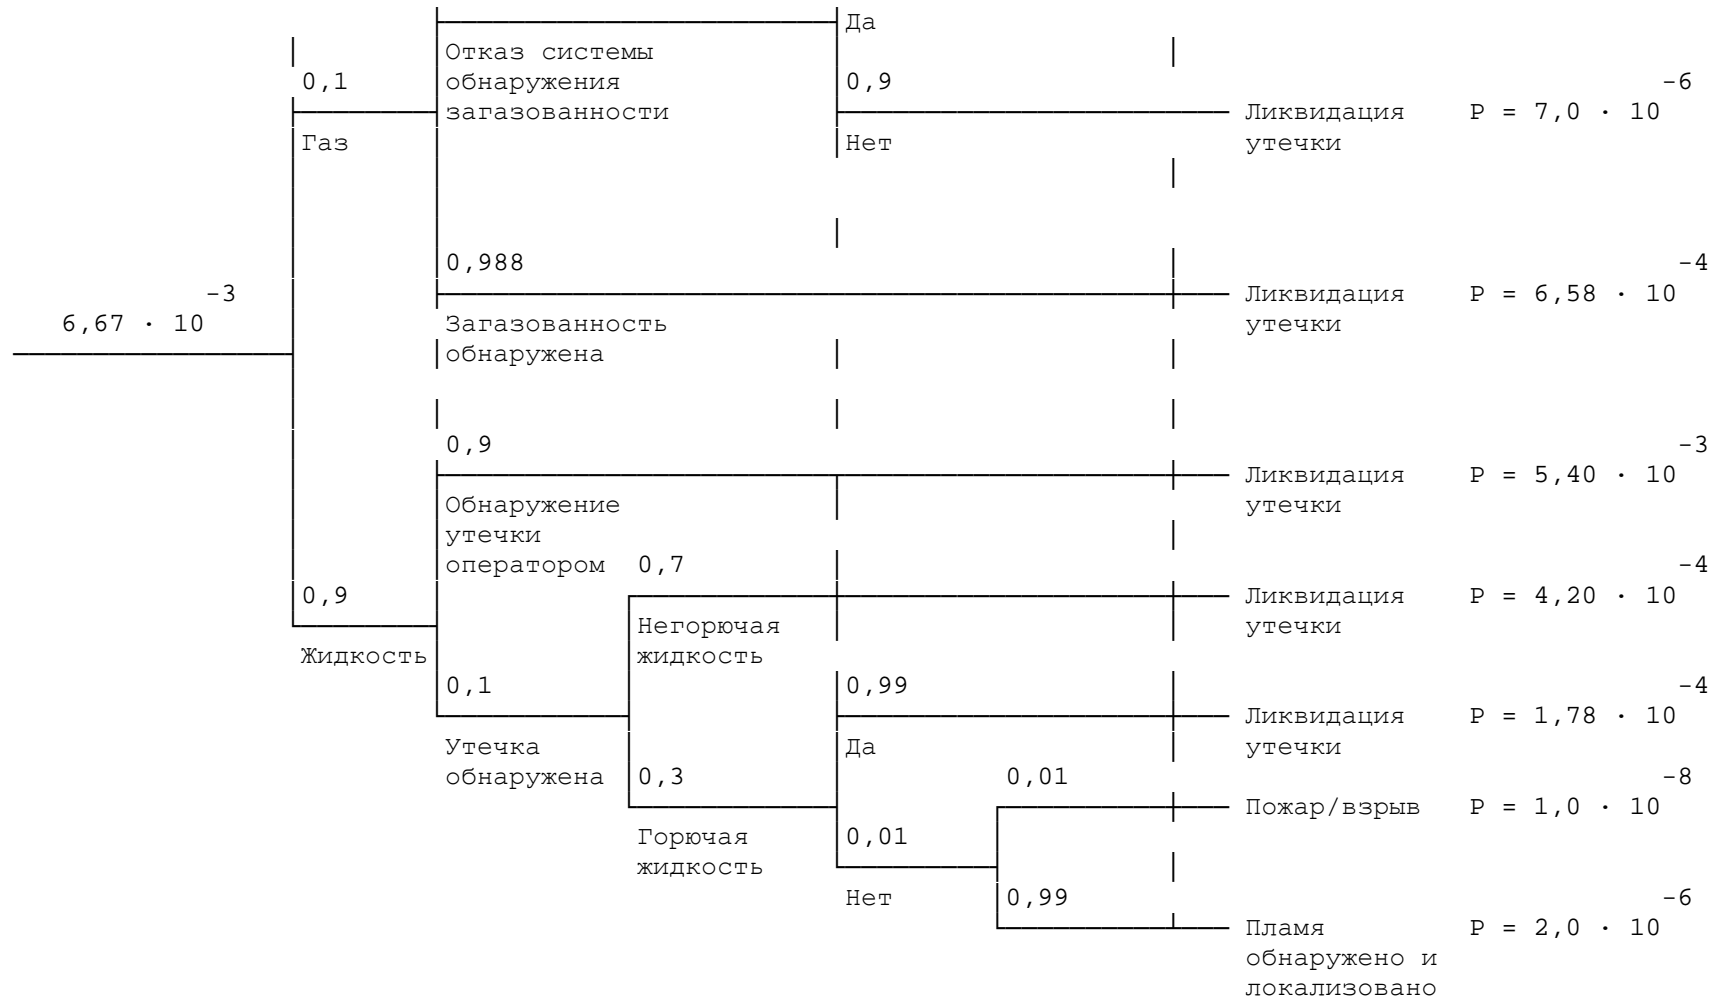 Да
Отказ системы
0,1 обнаружения 0,9 -6
загазованности Ликвидация P = 7,0 · 10
Газ Нет утечки
0,988 -4
-3 Ликвидация P = 6,58 · 10
6,67 · 10 Загазованность утечки
обнаружена
0,9 -3
Ликвидация P = 5,40 · 10
Обнаружение утечки
утечки
оператором 0,7 -4
0,9 Ликвидация P = 4,20 · 10
Негорючая утечки
Жидкость жидкость
0,1 0,99 -4
Ликвидация P = 1,78 · 10
Утечка Да утечки
обнаружена 0,3 0,01 -8
Пожар/взрыв P = 1,0 · 10
Горючая 0,01
жидкость
Нет 0,99 -6
Пламя P = 2,0 · 10
обнаружено и
локализовано